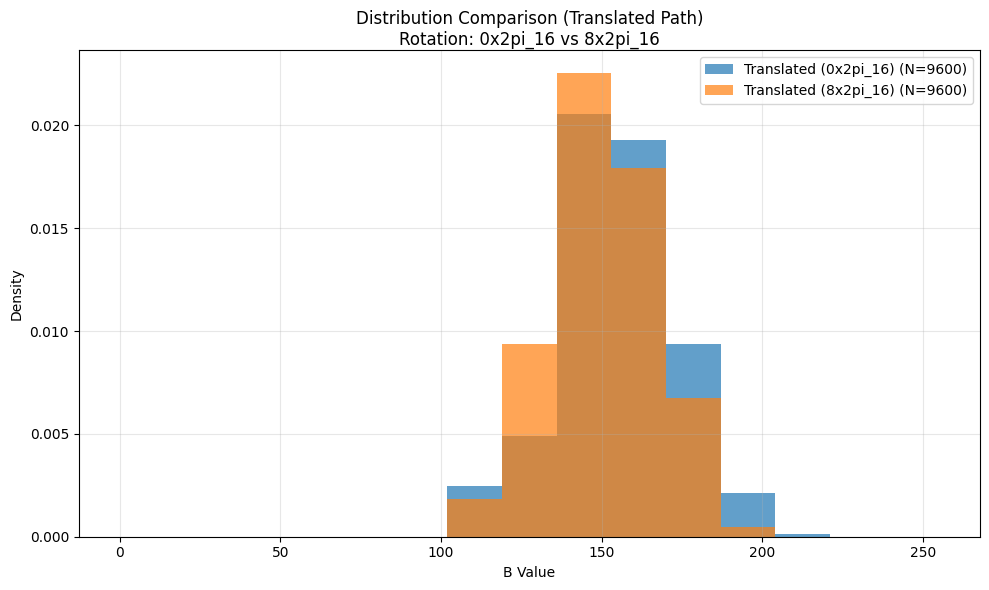 Distribution Comparison (Translated Path)
Rotation: 0x2pi_16 vs 8x2pi_16
Translated (0x2pi_16) (N=9600)
Translated (8x2pi_16) (N=9600)
0.020
0.015
0.010
0.005
0.000
Density
0 50 100 150 200 250
B Value